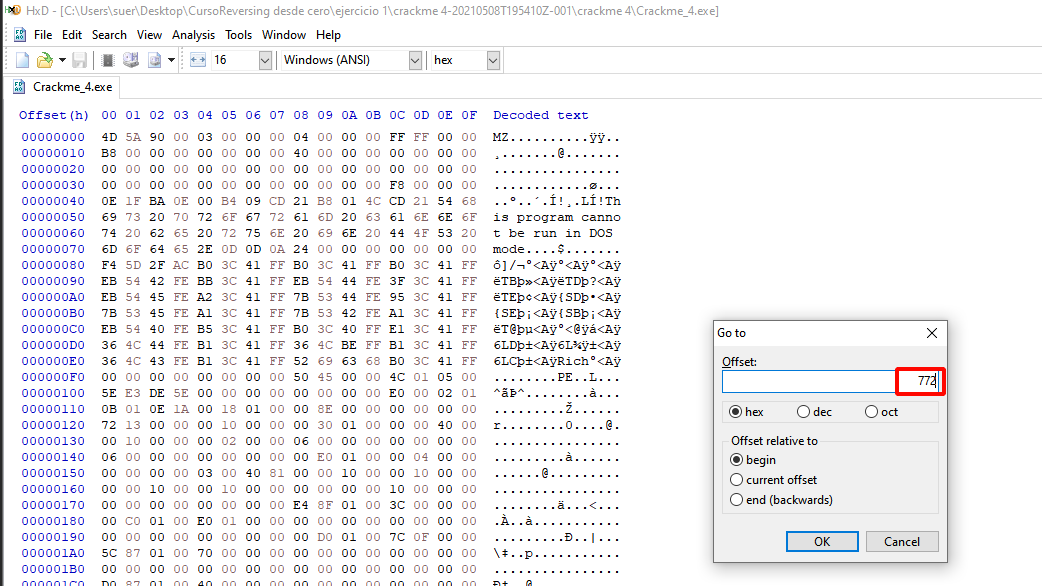 HxD - [C:\Users\suer\Desktop\CursoReversing desde cero\ejercicio 1\crackme 4-20210508T195410Z-001\crackme 4\Crackme_4.exe]
File Edit Search View Analysis Tools Window Help
16 Windows (ANSI) hex
Crackme_4.exe
Offset(h) 00 01 02 03 04 05 06 07 08 09 0A 0B 0C 0D 0E 0F Decoded text
00000000 4D 5A 90 00 03 00 00 00 04 00 00 00 FF FF 00 00 MZ..........ÿÿ..
00000010 B8 00 00 00 00 00 00 00 40 00 00 00 00 00 00 00 ¸.......@.......
00000020 00 00 00 00 00 00 00 00 00 00 00 00 00 00 00 00 ................
00000030 00 00 00 00 00 00 00 00 00 00 00 00 F8 00 00 00 ............ø...
00000040 0E 1F BA 0E 00 B4 09 CD 21 B8 01 4C CD 21 54 68 ..º..´.Í!¸.LÍ!Th
00000050 69 73 20 70 72 6F 67 72 61 6D 20 63 61 6E 6E 6F is program canno
00000060 74 20 62 65 20 72 75 6E 20 69 6E 20 44 4F 53 20 t be run in DOS
00000070 6D 6F 64 65 2E 0D 0D 0A 24 00 00 00 00 00 00 00 mode....$.......
00000080 F4 5D 2F AC B0 3C 41 FF B0 3C 41 FF B0 3C 41 FF ô]/¬°<Aÿ°<Aÿ°<Aÿ
00000090 EB 54 42 FE BB 3C 41 FF EB 54 44 FE 3F 3C 41 FF ëTBþ»<AÿëTDþ?<Aÿ
000000A0 EB 54 45 FE A2 3C 41 FF 7B 53 44 FE 95 3C 41 FF ëTEþ¢<Aÿ{SDþ•<Aÿ
000000B0 7B 53 45 FE A1 3C 41 FF 7B 53 42 FE A1 3C 41 FF {SEþ¡<Aÿ{SBþ¡<Aÿ
000000C0 EB 54 40 FE B5 3C 41 FF B0 3C 40 FF E1 3C 41 FF ëT@þµ<Aÿ°<@ÿá<Aÿ
000000D0 36 4C 44 FE B1 3C 41 FF 36 4C BE FF B1 3C 41 FF 6LDþ±<Aÿ6L¾ÿ±<Aÿ
000000E0 36 4C 43 FE B1 3C 41 FF 52 69 63 68 B0 3C 41 FF 6LCþ±<AÿRich°<Aÿ
000000F0 00 00 00 00 00 00 00 00 50 45 00 00 4C 01 05 00 ........PE..L...
00000100 5E E3 DE 5E 00 00 00 00 00 00 00 00 E0 00 02 01 ^ãÞ^........à...
00000110 0B 01 0E 1A 00 18 01 00 00 8E 00 00 00 00 00 00 .........Ž......
00000120 72 13 00 00 00 10 00 00 00 30 01 00 00 00 40 00 r........0....@.
00000130 00 10 00 00 00 02 00 00 06 00 00 00 00 00 00 00 ................
00000140 06 00 00 00 00 00 00 00 00 E0 01 00 00 04 00 00 .........à......
00000150 00 00 00 00 03 00 40 81 00 00 10 00 00 10 00 00 ......@.........
00000160 00 00 10 00 00 10 00 00 00 00 00 00 10 00 00 00 ................
00000170 00 00 00 00 00 00 00 00 E4 8F 01 00 3C 00 00 00 ........ä...<...
00000180 00 C0 01 00 E0 01 00 00 00 00 00 00 00 00 00 00 .À..à...........
00000190 00 00 00 00 00 00 00 00 00 D0 01 00 7C 0F 00 00 .........Ð..|...
000001A0 5C 87 01 00 70 00 00 00 00 00 00 00 00 00 00 00 \‡..p...........
000001B0 00 00 00 00 00 00 00 00 00 00 00 00 00 00 00 00 ................
000001C0 D0 87 01 00 40 00 00 00 00 00 00 00 00 00 00 00
Go to
Offset:
772
hex dec oct
Offset relative to
begin
current offset
end (backwards)
OK Cancel